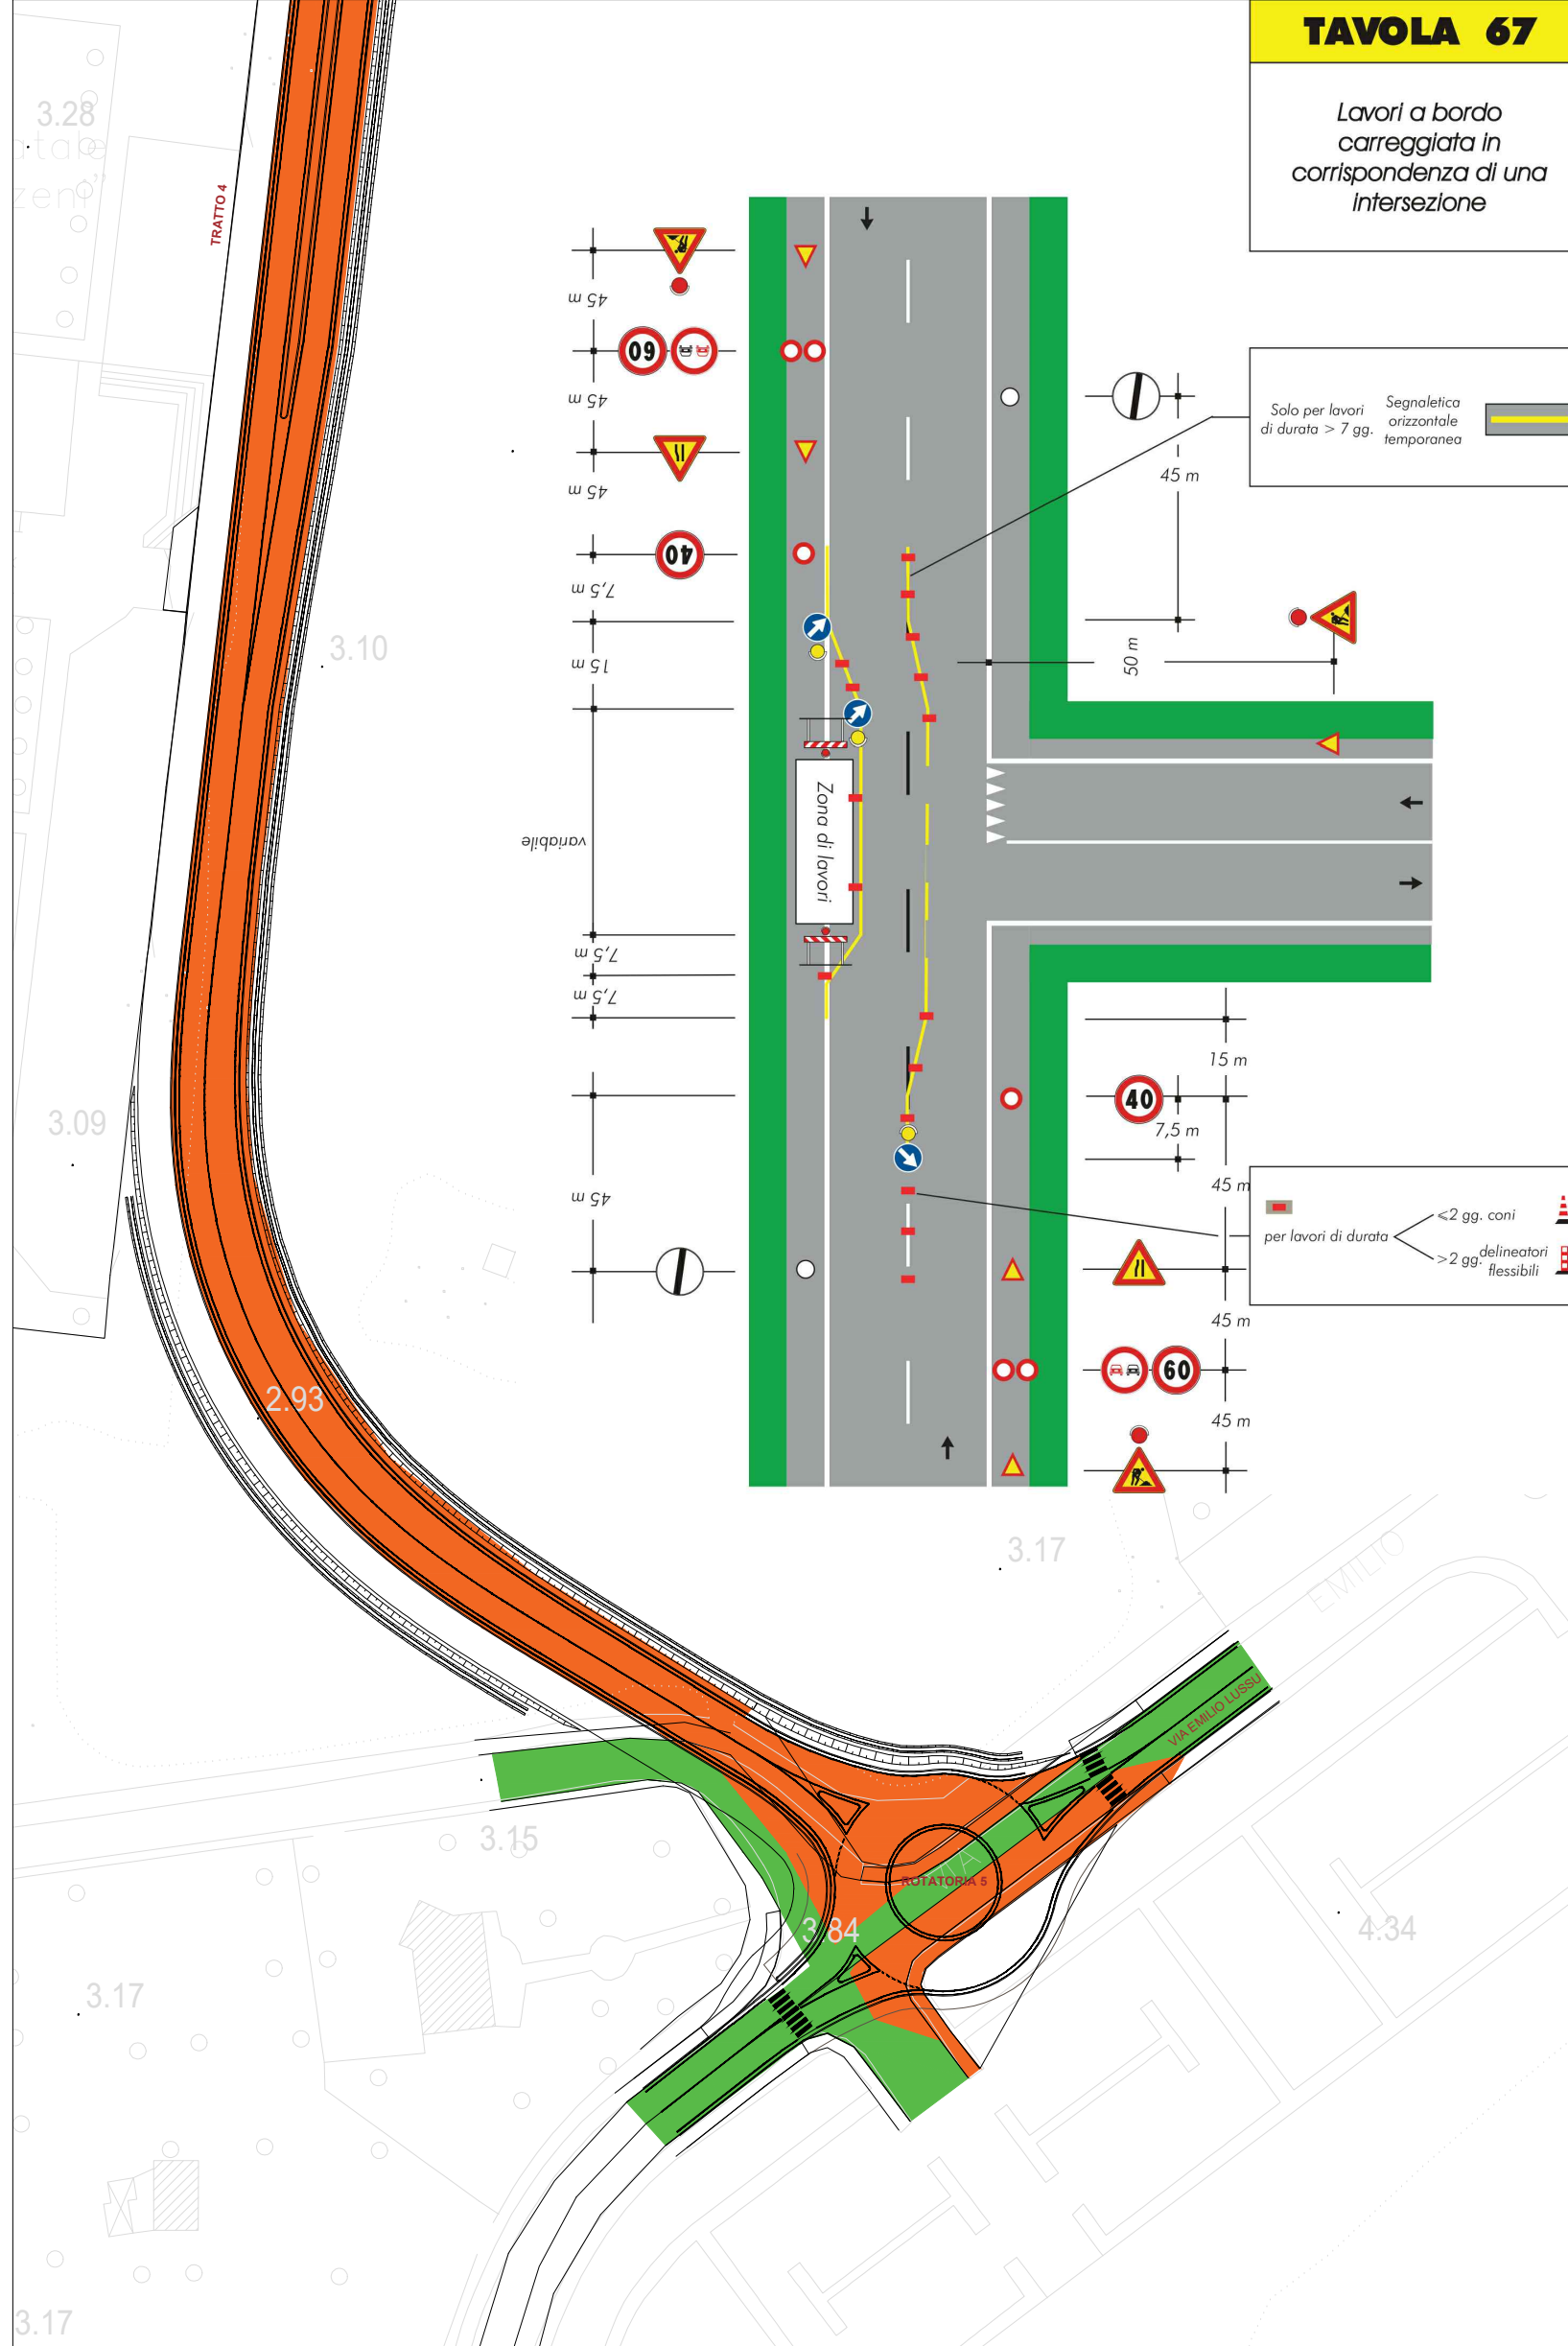 TAVOLA 67
Lavori a bordo
carreggiata in
corrispondenza di una
intersezione
3.28
TRATTO 4
45 m
60
45 m
45 m
40
7,5 m
15 m
variabile
7,5 m
7,5 m
45 m
Zona di lavori
Solo per lavori
di durata > 7 gg.
Segnaletica
orizzontale
temporanea
45 m
50 m
15 m
40
7,5 m
45 m
per lavori di durata
≤2 gg. coni
>2 gg.
delineatori
flessibili
45 m
60
45 m
3.10
3.09
2.93
3.17
EMILIO
VIA EMILIO LUSSU
3.15
VIA
ROTATORIA 5
3.84
4.34
3.17
3.17